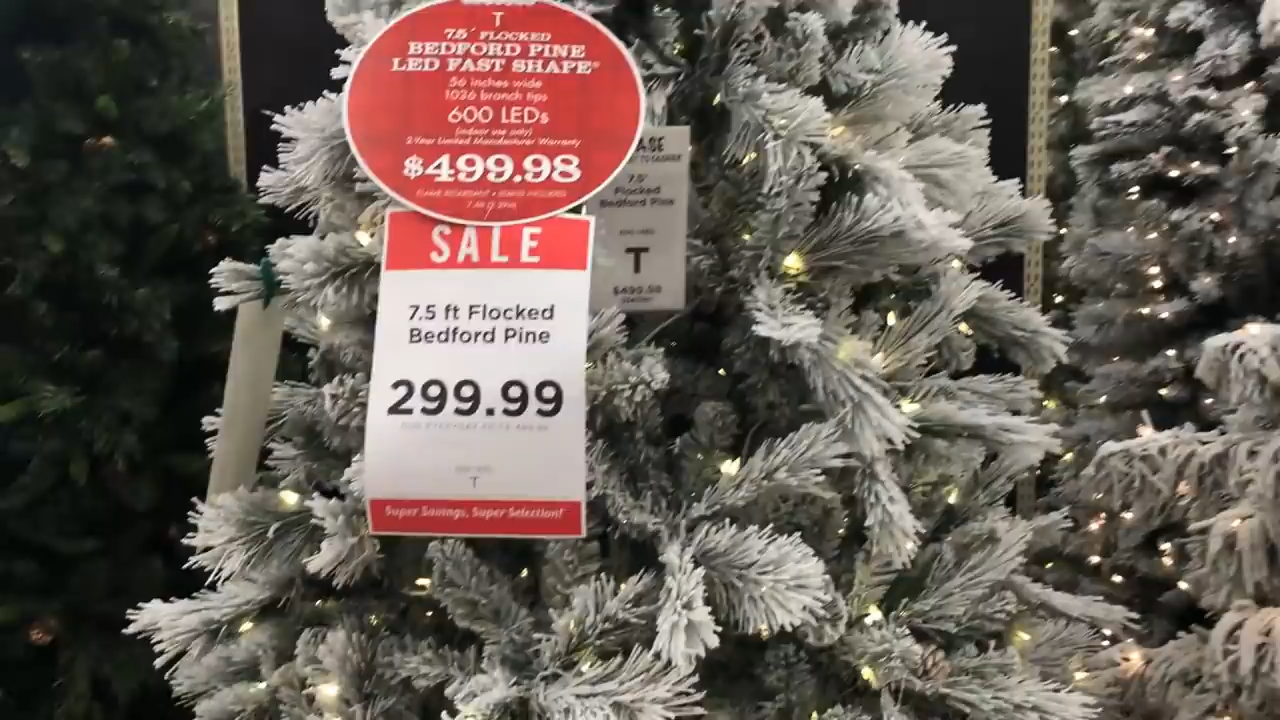 T
7.5' FLOCKED
BEDFORD PINE
LED FAST SHAPE®
56 inches wide
1036 branch tips
600 LEDs
(indoor use only)
2-Year Limited Manufacturer Warranty
$499.98
SALE
7.5 ft Flocked
Bedford Pine
299.99
T
Super Savings, Super Selection!
7.5'
Flocked
Bedford Pine
T
$499.98